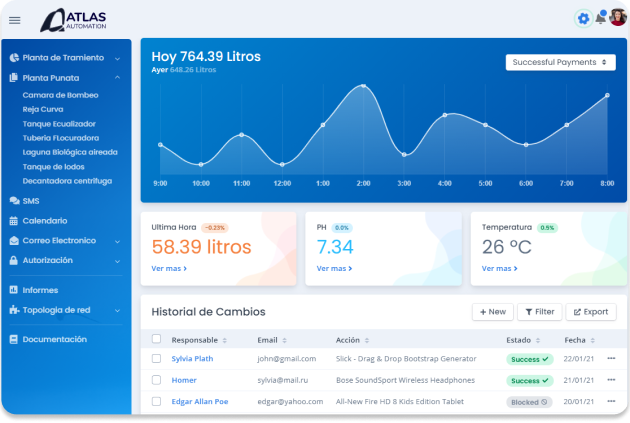 ATLAS
AUTOMATION
Planta de Tramiento
Planta Punata
Camara de Bombeo
Reja Curva
Tanque Ecualizador
Tuberia FLocuradora
Laguna Biológica aireada
Tanque de lodos
Decantadora centrifuga
SMS
Calendario
Correo Electronico
Autorización
Informes
Topologia de red
Documentación
Hoy 764.39 Litros
Ayer 648.26 Litros
Successful Payments
9:00 10:00 11:00 12:00 1:00 2:00 3:00 4:00 5:00 6:00 7:00 8:00
Ultima Hora -0.23%
58.39 litros
Ver mas >
PH 0.0%
7.34
Ver mas >
Temperatura 0.5%
26 °C
Ver mas >
Historial de Cambios
+ New Filter Export
Responsable Email Acción Estado Fecha
Sylvia Plath john@gmail.com Slick - Drag & Drop Bootstrap Generator Success 22/01/21
Homer sylvia@mail.ru Bose SoundSport Wireless Headphones Success 21/01/21
Edgar Allan Poe edgar@yahoo.com All-New Fire HD 8 Kids Edition Tablet Blocked 20/01/21